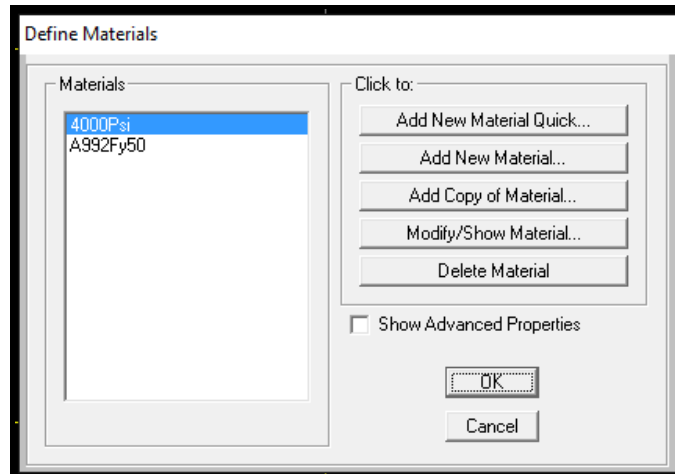 Define Materials
Materials
4000Psi
A992Fy50
Click to:
Add New Material Quick...
Add New Material...
Add Copy of Material...
Modify/Show Material...
Delete Material
Show Advanced Properties
OK
Cancel